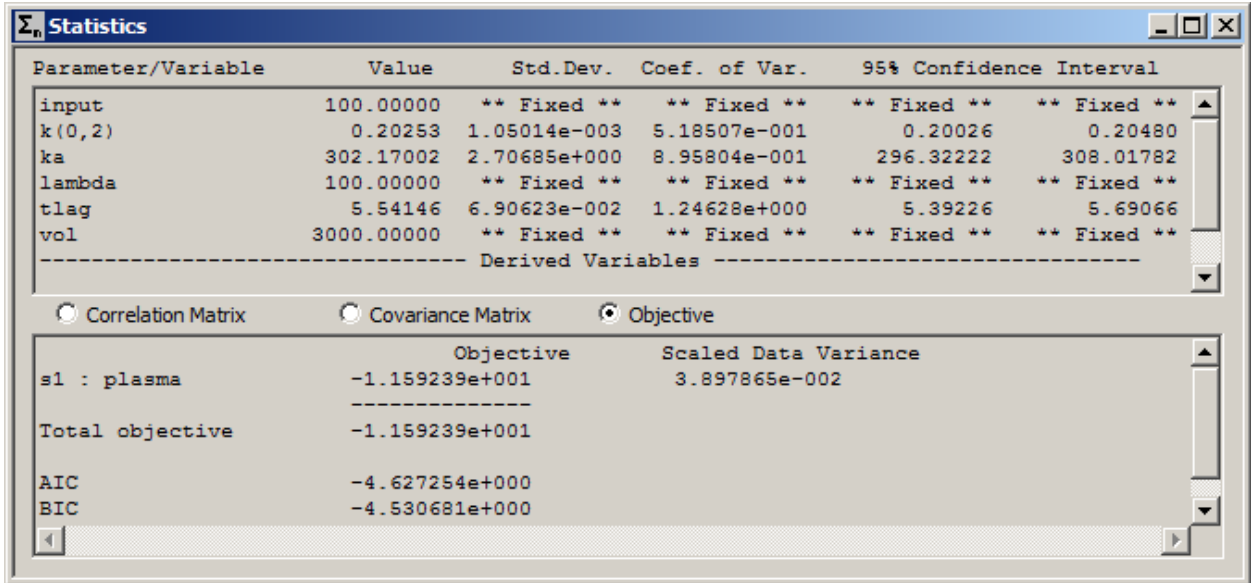 Σn Statistics
Parameter/Variable Value Std.Dev. Coef. of Var. 95% Confidence Interval
input 100.00000 ** Fixed ** ** Fixed ** ** Fixed ** ** Fixed **
k(0,2) 0.20253 1.05014e-003 5.18507e-001 0.20026 0.20480
ka 302.17002 2.70685e+000 8.95804e-001 296.32222 308.01782
lambda 100.00000 ** Fixed ** ** Fixed ** ** Fixed ** ** Fixed **
tlag 5.54146 6.90623e-002 1.24628e+000 5.39226 5.69066
vol 3000.00000 ** Fixed ** ** Fixed ** ** Fixed ** ** Fixed **
--------------------------------- Derived Variables ---------------------------------
Correlation Matrix Covariance Matrix Objective
Objective Scaled Data Variance
s1 : plasma -1.159239e+001 3.897865e-002
--------------
Total objective -1.159239e+001
AIC -4.627254e+000
BIC -4.530681e+000